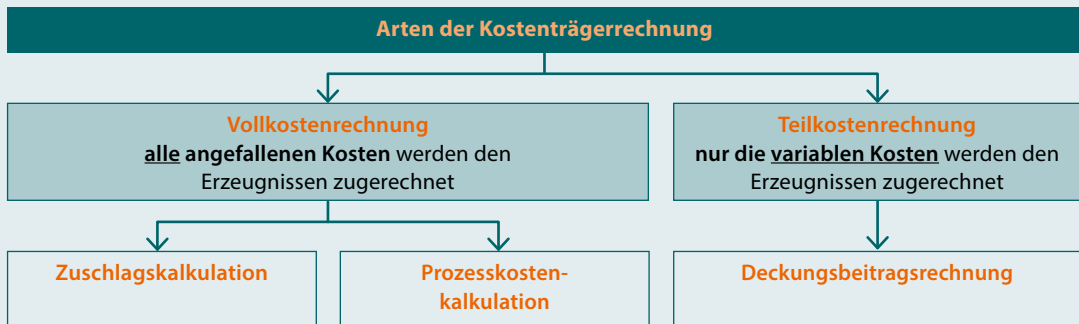 Arten der Kostenträgerrechnung
Vollkostenrechnung
alle angefallenen Kosten werden den
Erzeugnissen zugerechnet
Teilkostenrechnung
nur die variablen Kosten werden den
Erzeugnissen zugerechnet
Zuschlagskalkulation
Prozesskosten-
kalkulation
Deckungsbeitragsrechnung